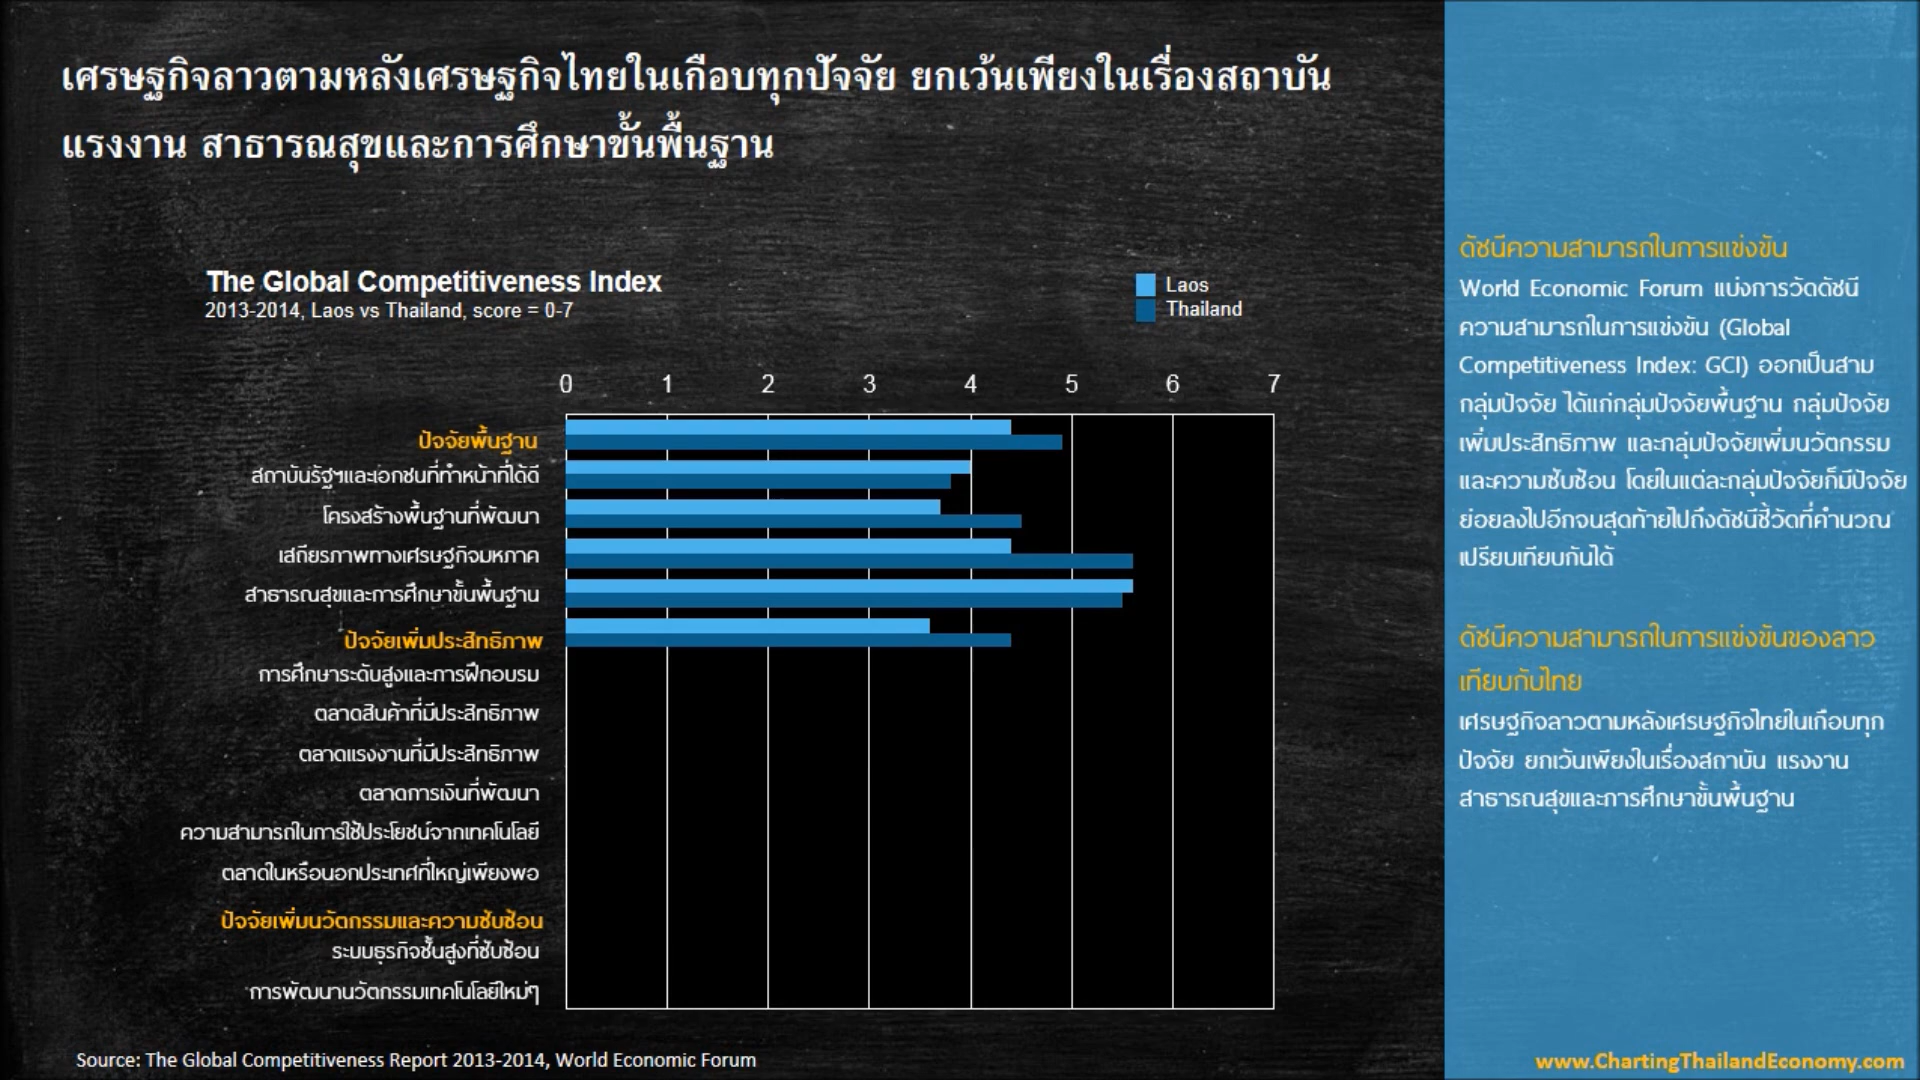 เศรษฐกิจลาวตามหลังเศรษฐกิจไทยในเกือบทุกปัจจัย ยกเว้นเพียงในเรื่องสถาบัน
แรงงาน สาธารณสุขและการศึกษาขั้นพื้นฐาน
The Global Competitiveness Index
2013-2014, Laos vs Thailand, score = 0-7
Laos
Thailand
0 1 2 3 4 5 6 7
ปัจจัยพื้นฐาน
สถาบันรัฐฯและเอกชนที่ทำหน้าที่ได้ดี
โครงสร้างพื้นฐานที่พัฒนา
เสถียรภาพทางเศรษฐกิจมหภาค
สาธารณสุขและการศึกษาขั้นพื้นฐาน
ปัจจัยเพิ่มประสิทธิภาพ
การศึกษาระดับสูงและการฝึกอบรม
ตลาดสินค้าที่มีประสิทธิภาพ
ตลาดแรงงานที่มีประสิทธิภาพ
ตลาดการเงินที่พัฒนา
ความสามารถในการใช้ประโยชน์จากเทคโนโลยี
ตลาดในหรือนอกประเทศที่ใหญ่เพียงพอ
ปัจจัยเพิ่มนวัตกรรมและความซับซ้อน
ระบบธุรกิจชั้นสูงที่ซับซ้อน
การพัฒนานวัตกรรมเทคโนโลยีใหม่ๆ
Source: The Global Competitiveness Report 2013-2014, World Economic Forum
ดัชนีความสามารถในการแข่งขัน
World Economic Forum แบ่งการวัดดัชนี
ความสามารถในการแข่งขัน (Global
Competitiveness Index: GCI) ออกเป็นสาม
กลุ่มปัจจัย ได้แก่กลุ่มปัจจัยพื้นฐาน กลุ่มปัจจัย
เพิ่มประสิทธิภาพ และกลุ่มปัจจัยเพิ่มนวัตกรรม
และความซับซ้อน โดยในแต่ละกลุ่มปัจจัยก็มีปัจจัย
ย่อยลงไปอีกจนสุดท้ายไปถึงดัชนีชี้วัดที่คำนวณ
เปรียบเทียบกันได้
ดัชนีความสามารถในการแข่งขันของลาว
เทียบกับไทย
เศรษฐกิจลาวตามหลังเศรษฐกิจไทยในเกือบทุก
ปัจจัย ยกเว้นเพียงในเรื่องสถาบัน แรงงาน
สาธารณสุขและการศึกษาขั้นพื้นฐาน
www.ChartingThailandEconomy.com